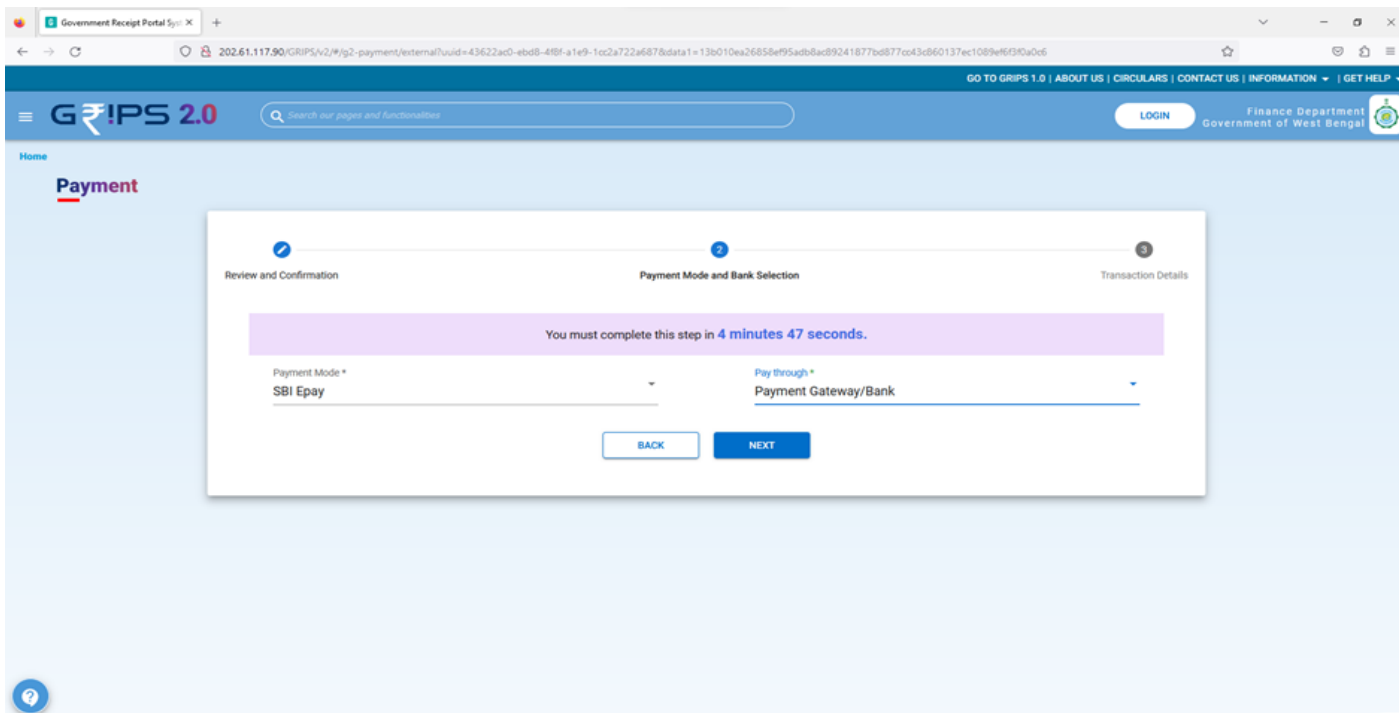 Government Receipt Portal Sys
202.61.117.90/GRIPS/v2/#/g2-payment/external?uuid=43622ac0-ebd8-4f8f-a1e9-1cc2a722a687&data1=13b010ea26858ef95adb8ac89241877bd877cc43c860137ec1089ef6f3f0a0c6
GO TO GRIPS 1.0 | ABOUT US | CIRCULARS | CONTACT US | INFORMATION | GET HELP
G₹!PS 2.0
Search our pages and functionalities
LOGIN
Finance Department
Government of West Bengal
Home
Payment
2
3
Review and Confirmation
Payment Mode and Bank Selection
Transaction Details
You must complete this step in 4 minutes 47 seconds.
Payment Mode *
Pay through *
SBI Epay
Payment Gateway/Bank
BACK
NEXT